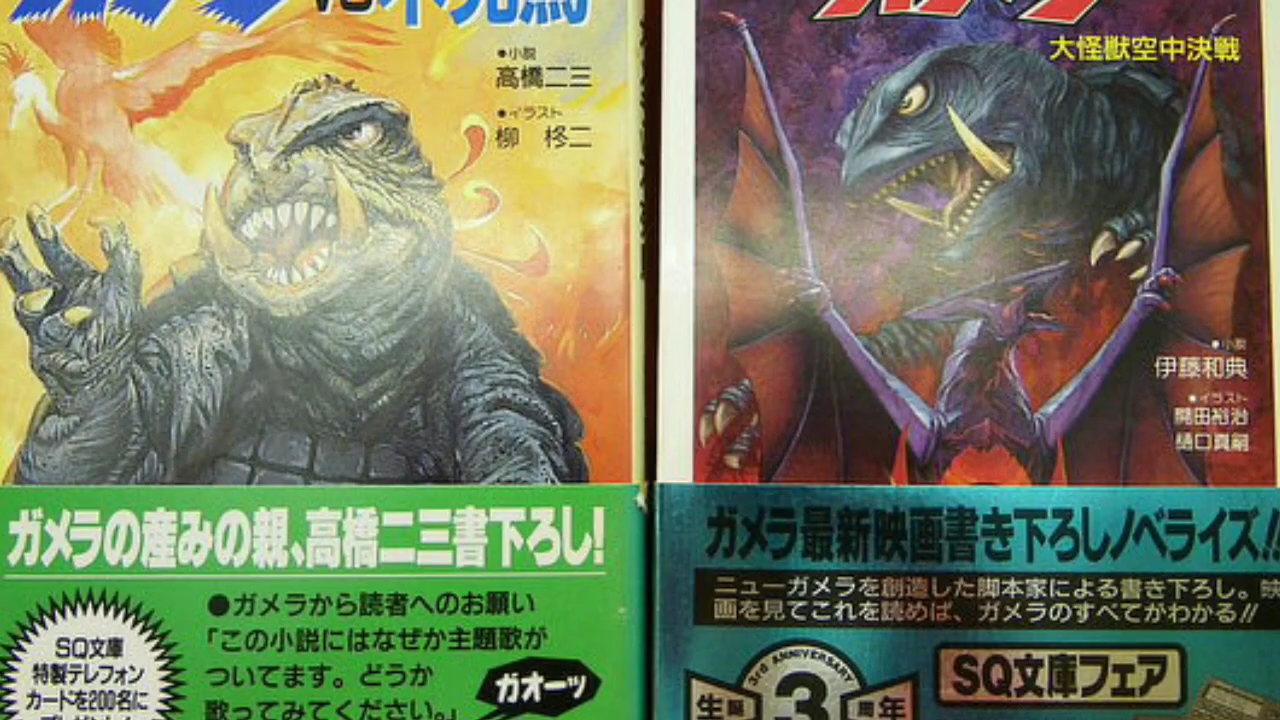 対不死鳥
●小説
高橋二三
●イラスト
柳 柊二
ガメラの産みの親、高橋二三書下ろし!
●ガメラから読者へのお願い
「この小説にはなぜか主題歌が
ついてます。どうか
歌ってみてください。」
ガオーッ
SQ文庫
特製テレフォン
カードを200名に
ガメラ
大怪獣空中決戦
●小説
伊藤和典
●イラスト
開田裕治
樋口真嗣
ガメラ最新映画書き下ろしノベライズ!!
ニューガメラを創造した脚本家による書き下ろし。映
画を見てこれを読めば、ガメラのすべてがわかる!!
3rd ANNIVERSARY
生誕 3 周年
SQ文庫フェア